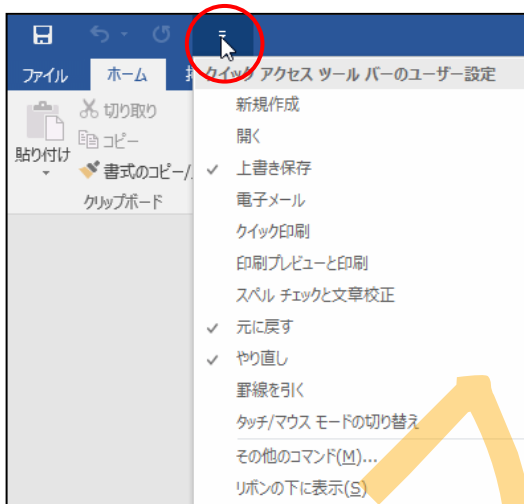 ファイル ホーム
クイック アクセス ツール バーのユーザー設定
切り取り
コピー
貼り付け
書式のコピー/
クリップボード
新規作成
開く
上書き保存
電子メール
クイック印刷
印刷プレビューと印刷
スペル チェックと文章校正
元に戻す
やり直し
罫線を引く
タッチ/マウス モードの切り替え
その他のコマンド(M)...
リボンの下に表示(S)